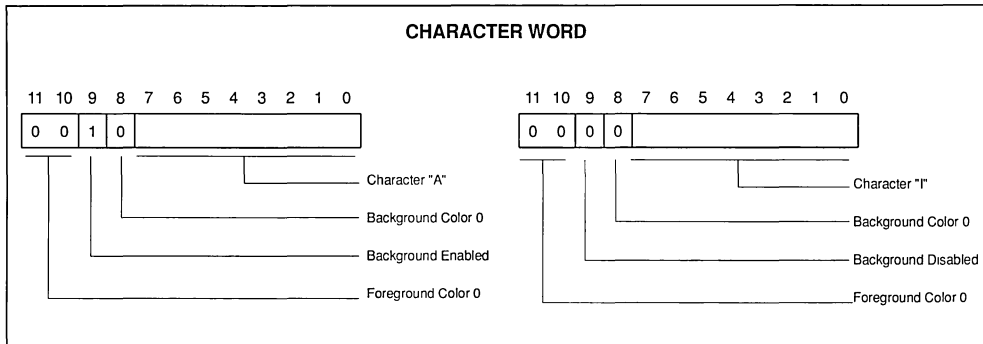 CHARACTER WORD
11 10 9 8 7 6 5 4 3 2 1 0
0 0 1 0
Character "A"
Background Color 0
Background Enabled
Foreground Color 0
11 10 9 8 7 6 5 4 3 2 1 0
0 0 0 0
Character "I"
Background Color 0
Background Disabled
Foreground Color 0